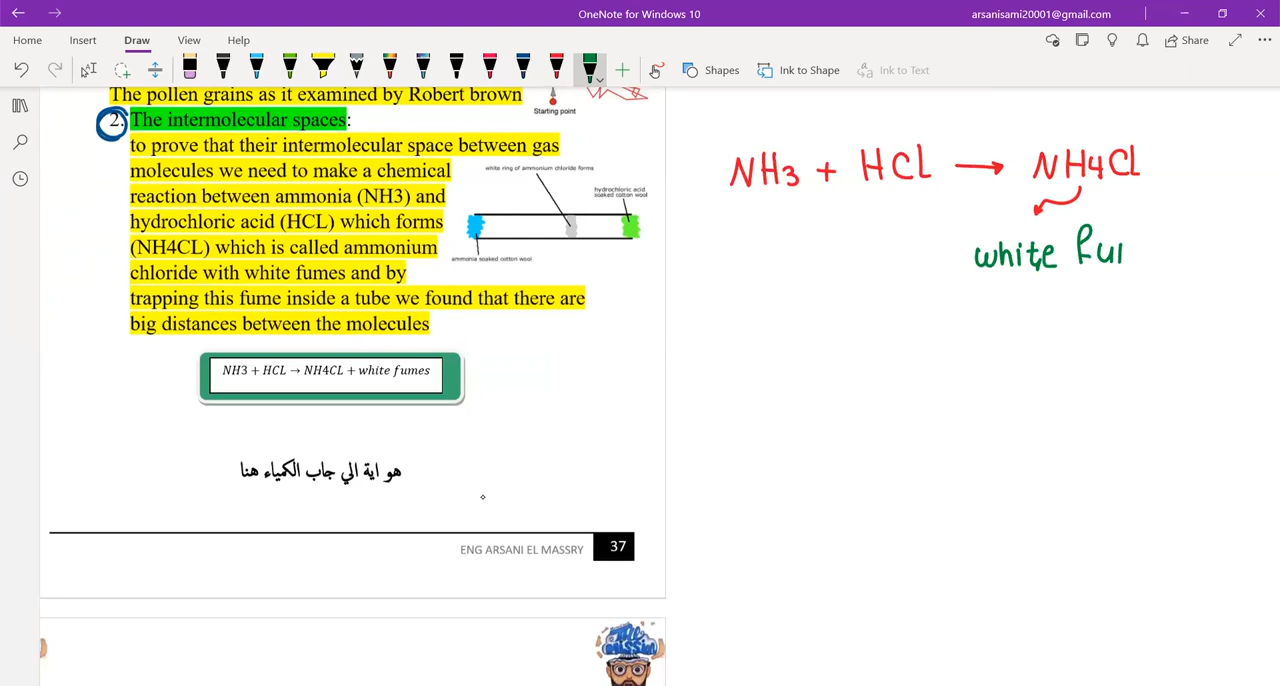 OneNote for Windows 10
arsanisami20001@gmail.com
Home Insert Draw View Help
Share
Shapes
Ink to Shape
Ink to Text
The pollen grains as it examined by Robert brown
Starting point
2. The intermolecular spaces:
to prove that their intermolecular space between gas
molecules we need to make a chemical
reaction between ammonia (NH3) and
hydrochloric acid (HCL) which forms
(NH4CL) which is called ammonium
chloride with white fumes and by
trapping this fume inside a tube we found that there are
big distances between the molecules
white ring of ammonium chloride forms
hydrochloric acid
soaked cotton wool
ammonia soaked cotton wool
NH3 + HCL → NH4CL + white fumes
هو اية الي جاب الكمياء هنا
ENG ARSANI EL MASSRY 37
NH3 + HCL → NH4Cl
white fui